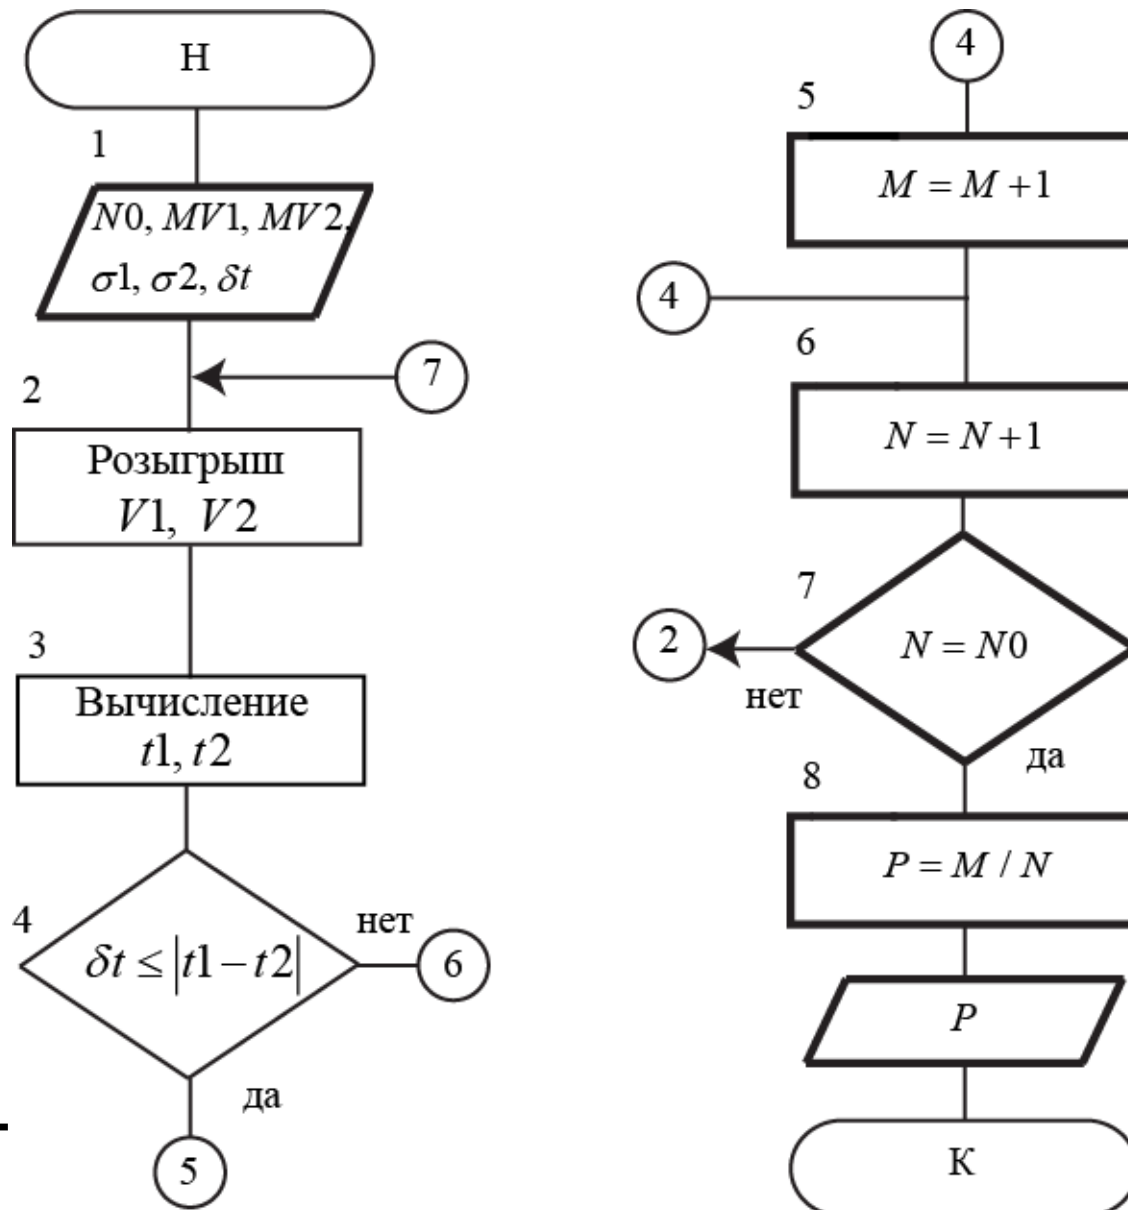 Н
1
N0, MV1, MV2,
σ1, σ2, δt
7
2
Розыгрыш
V1, V2
3
Вычисление
t1, t2
4
δt ≤ |t1 − t2|
нет
6
да
5
4
5
M = M + 1
4
6
N = N + 1
7
N = N0
2
нет
да
8
P = M / N
P
К